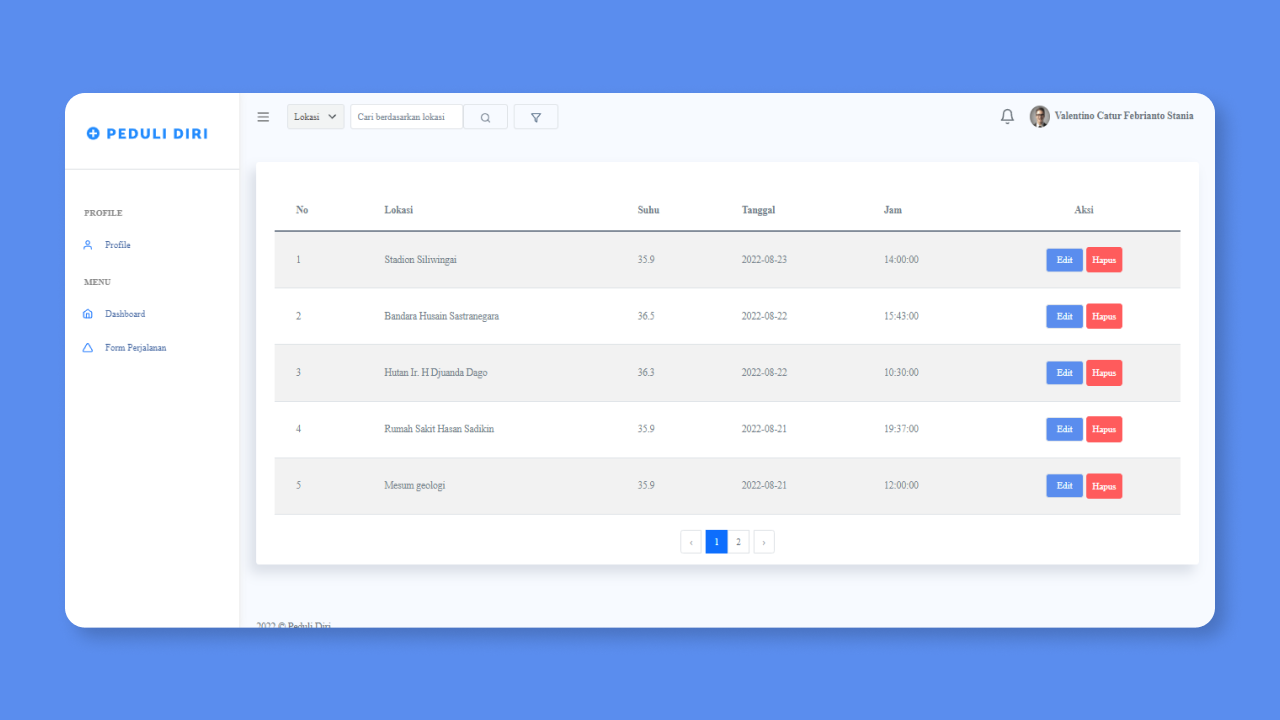 PEDULI DIRI
Lokasi Cari berdasarkan lokasi Valentino Catur Febrianto Stania
PROFILE
Profile
MENU
Dashboard
Form Perjalanan
No Lokasi Suhu Tanggal Jam Aksi
1 Stadion Siliwingai 35.9 2022-08-23 14:00:00 Edit Hapus
2 Bandara Husain Sastranegara 36.5 2022-08-22 15:43:00 Edit Hapus
3 Hutan Ir. H Djuanda Dago 36.3 2022-08-22 10:30:00 Edit Hapus
4 Rumah Sakit Hasan Sadikin 35.9 2022-08-21 19:37:00 Edit Hapus
5 Mesum geologi 35.9 2022-08-21 12:00:00 Edit Hapus
‹ 1 2 ›
2022 © Peduli Diri